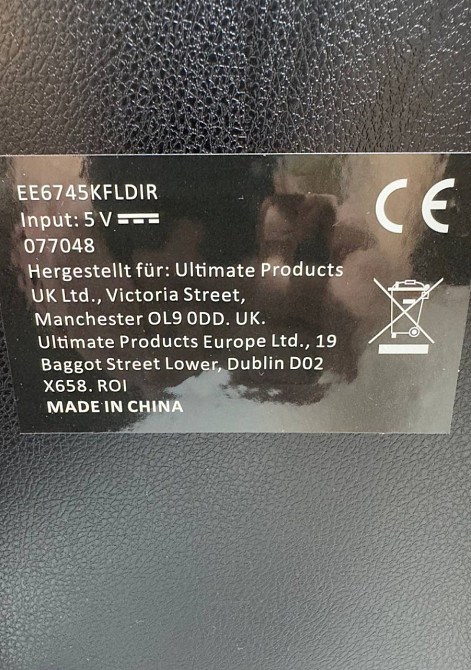 EE6745KFLDIR
Input: 5 V ⎓
CE
077048
Hergestellt für: Ultimate Products
UK Ltd., Victoria Street,
Manchester OL9 0DD. UK.
Ultimate Products Europe Ltd., 19
Baggot Street Lower, Dublin D02
X658. ROI
MADE IN CHINA